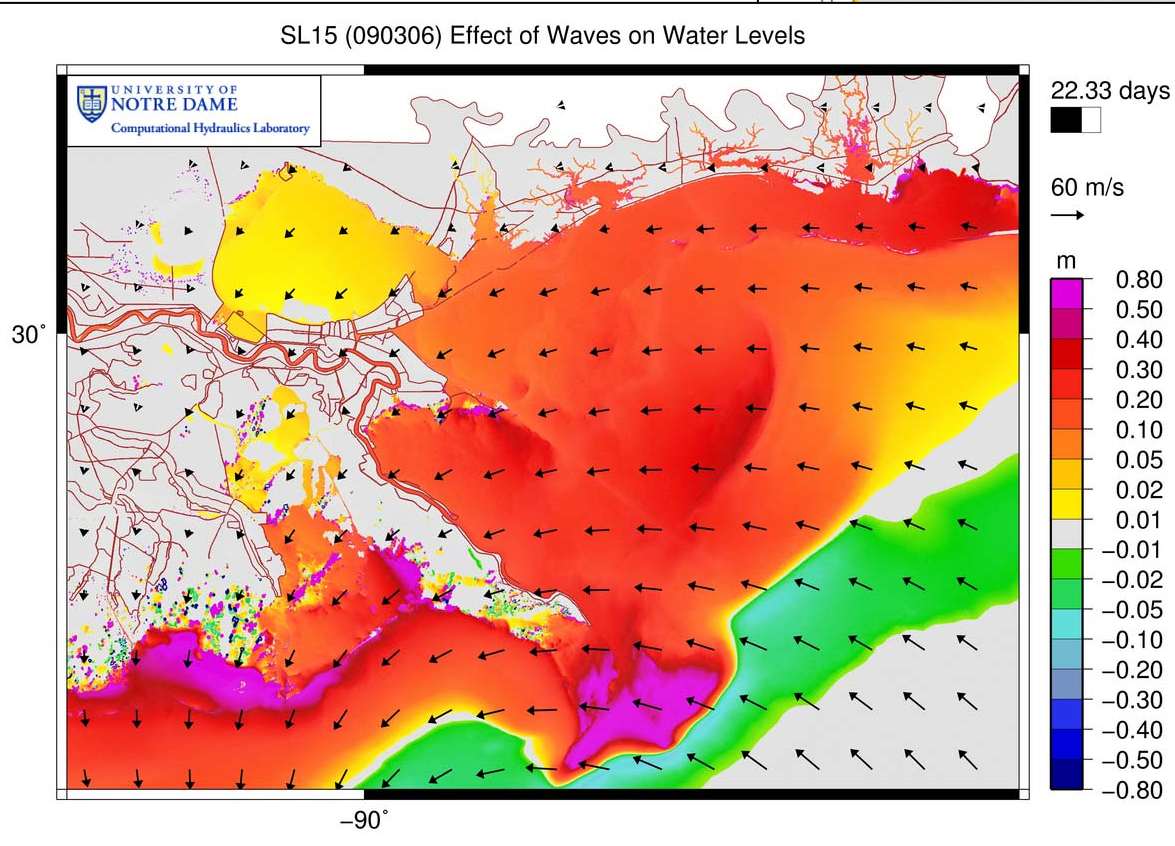 SL15 (090306) Effect of Waves on Water Levels
UNIVERSITY OF
NOTRE DAME
Computational Hydraulics Laboratory
22.33 days
60 m/s
m
0.80
0.50
0.40
0.30
0.20
0.10
0.05
0.02
0.01
−0.01
−0.02
−0.05
−0.10
−0.20
−0.30
−0.40
−0.50
−0.80
30°
−90°